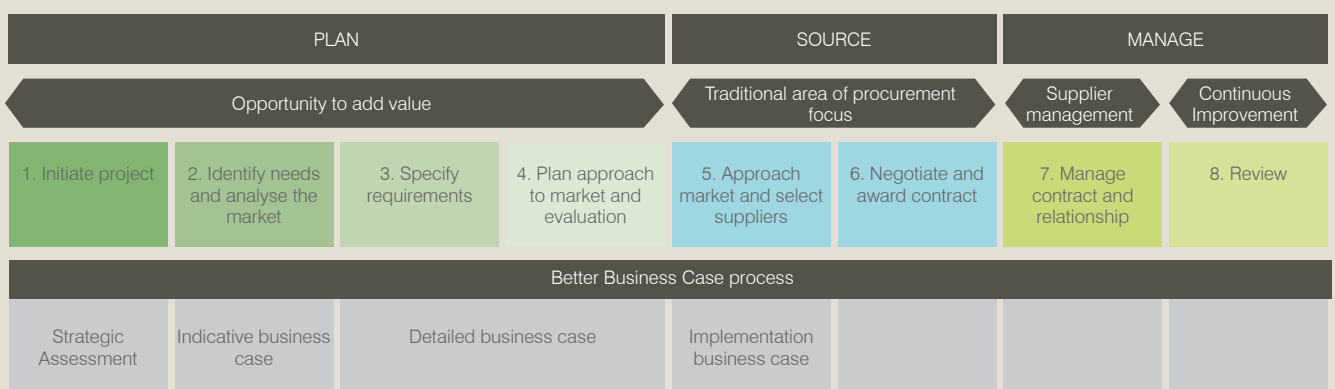 PLAN
SOURCE
MANAGE
Opportunity to add value
Traditional area of procurement
focus
Supplier
management
Continuous
Improvement
1. Initiate project
2. Identify needs
and analyse the
market
3. Specify
requirements
4. Plan approach
to market and
evaluation
5. Approach
market and select
suppliers
6. Negotiate and
award contract
7. Manage
contract and
relationship
8. Review
Better Business Case process
Strategic
Assessment
Indicative business
case
Detailed business case
Implementation
business case